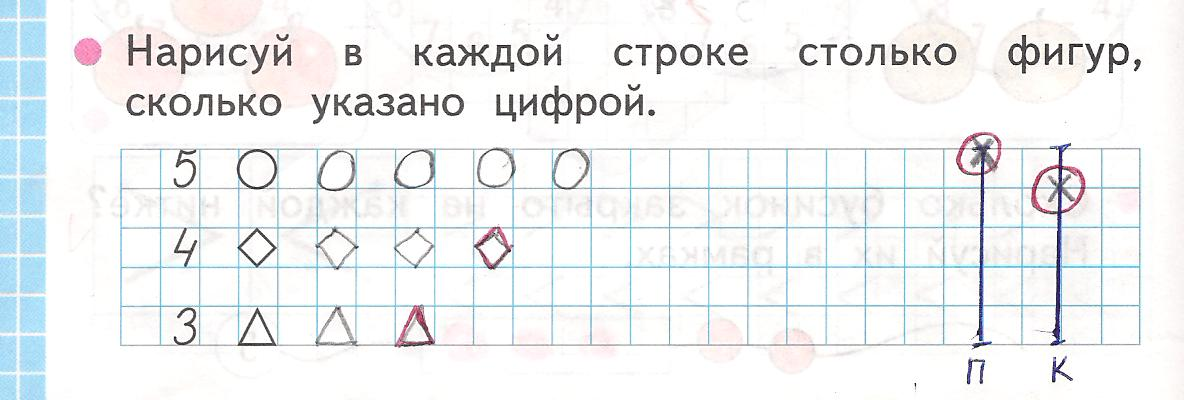 Нарисуй в каждой строке столько фигур,
сколько указано цифрой.
5
4
3
П К